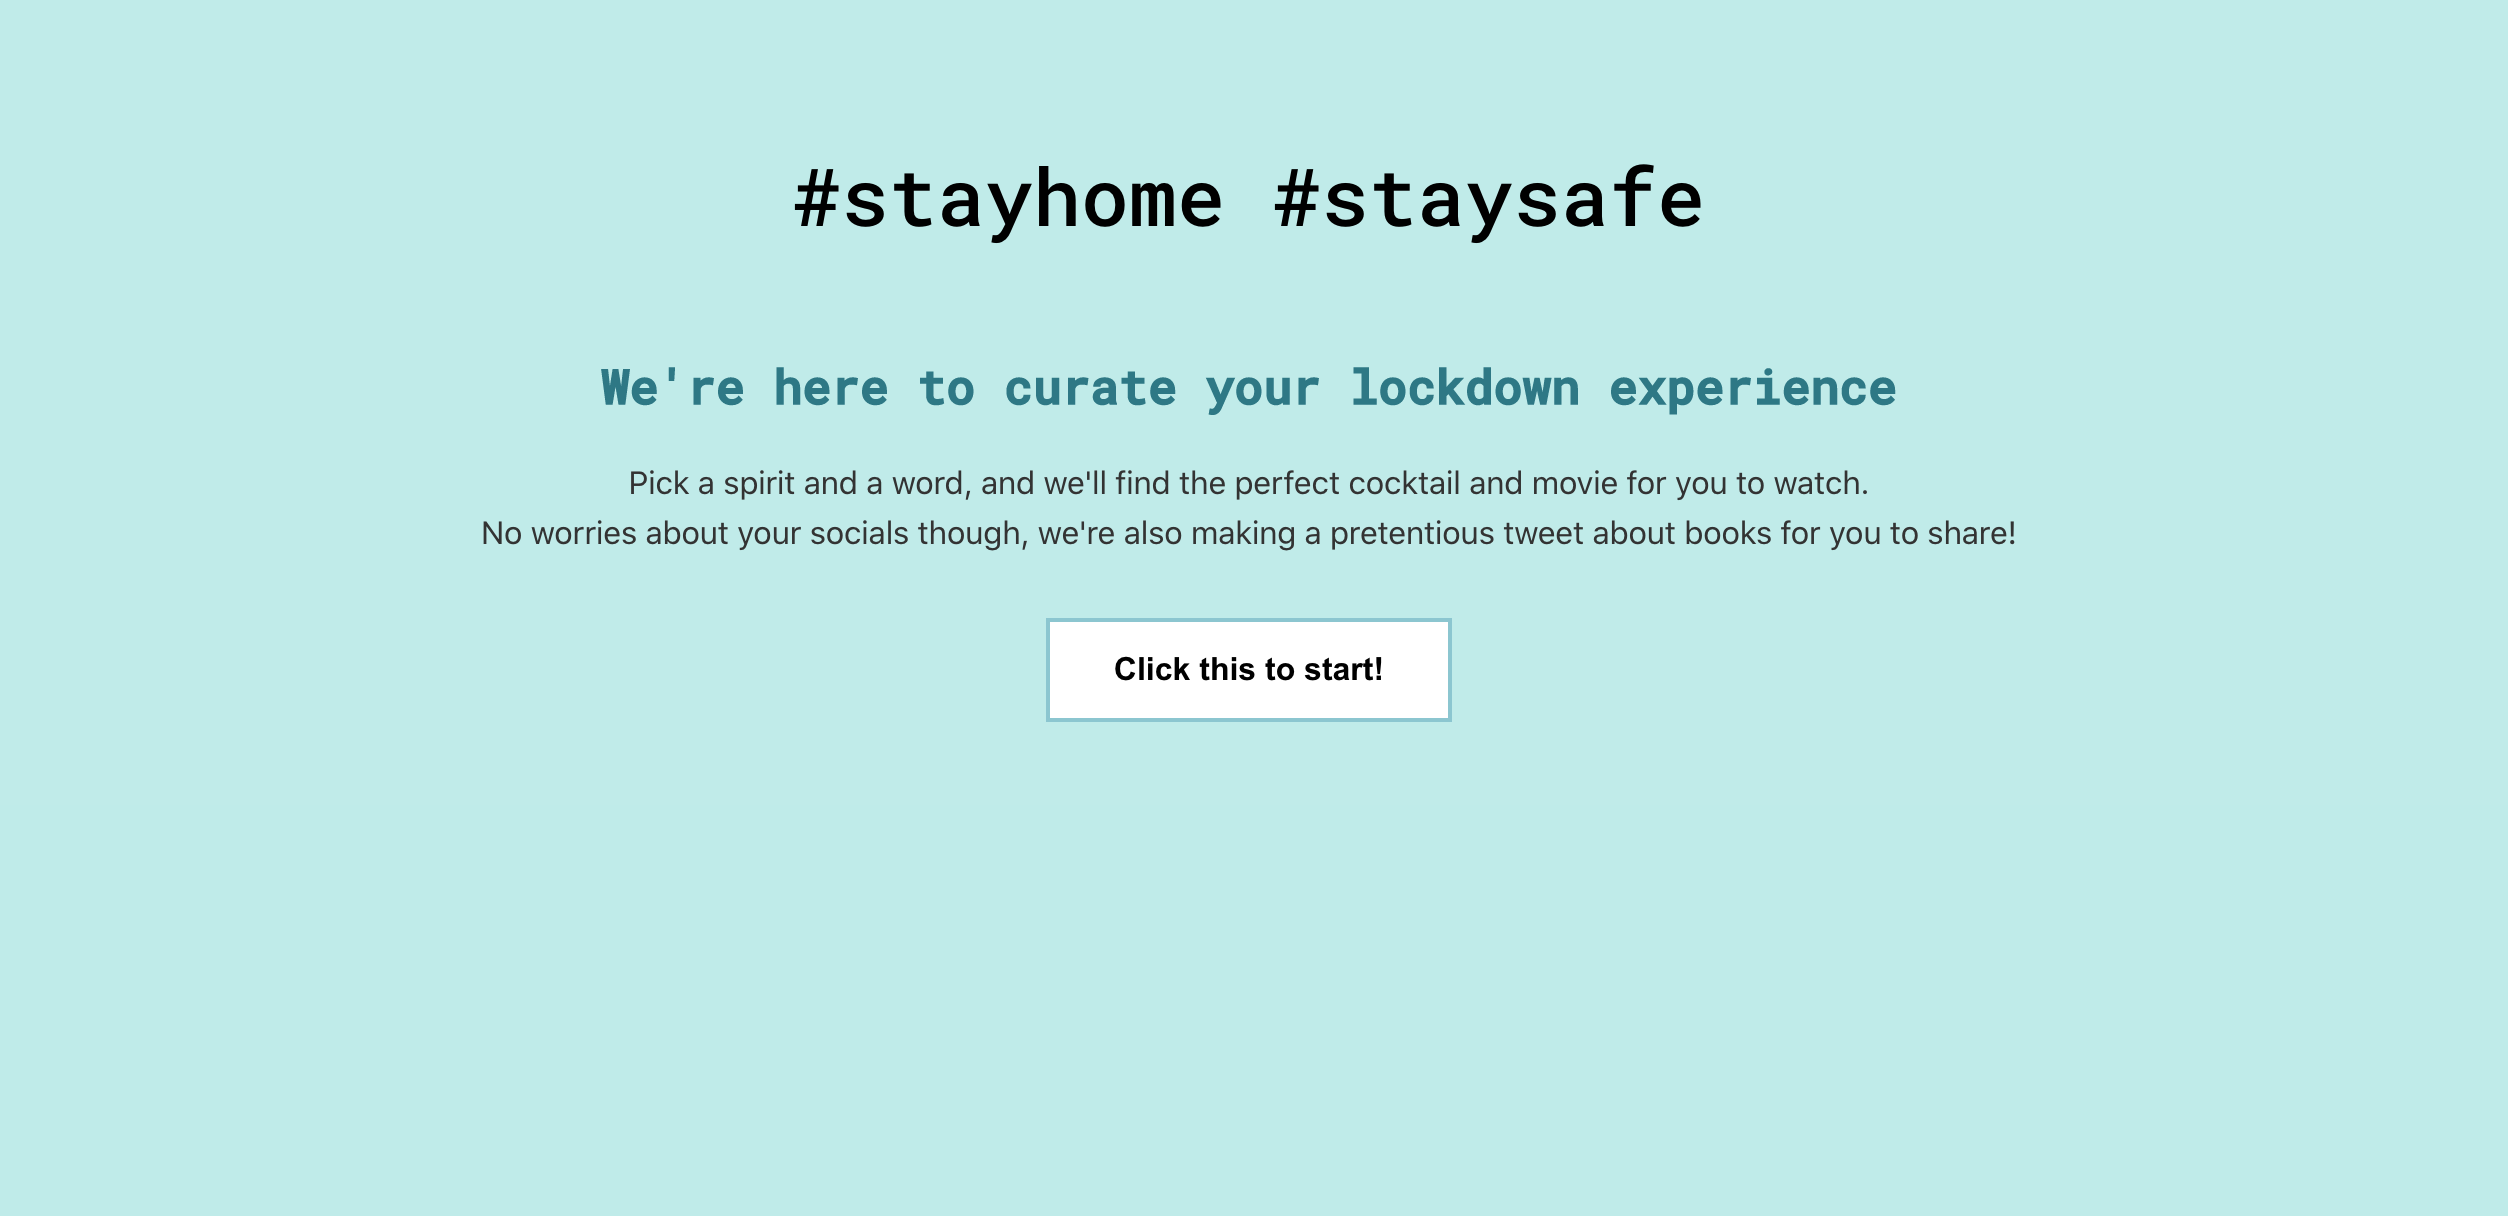 #stayhome #staysafe
We're here to curate your lockdown experience
Pick a spirit and a word, and we'll find the perfect cocktail and movie for you to watch.
No worries about your socials though, we're also making a pretentious tweet about books for you to share!
Click this to start!